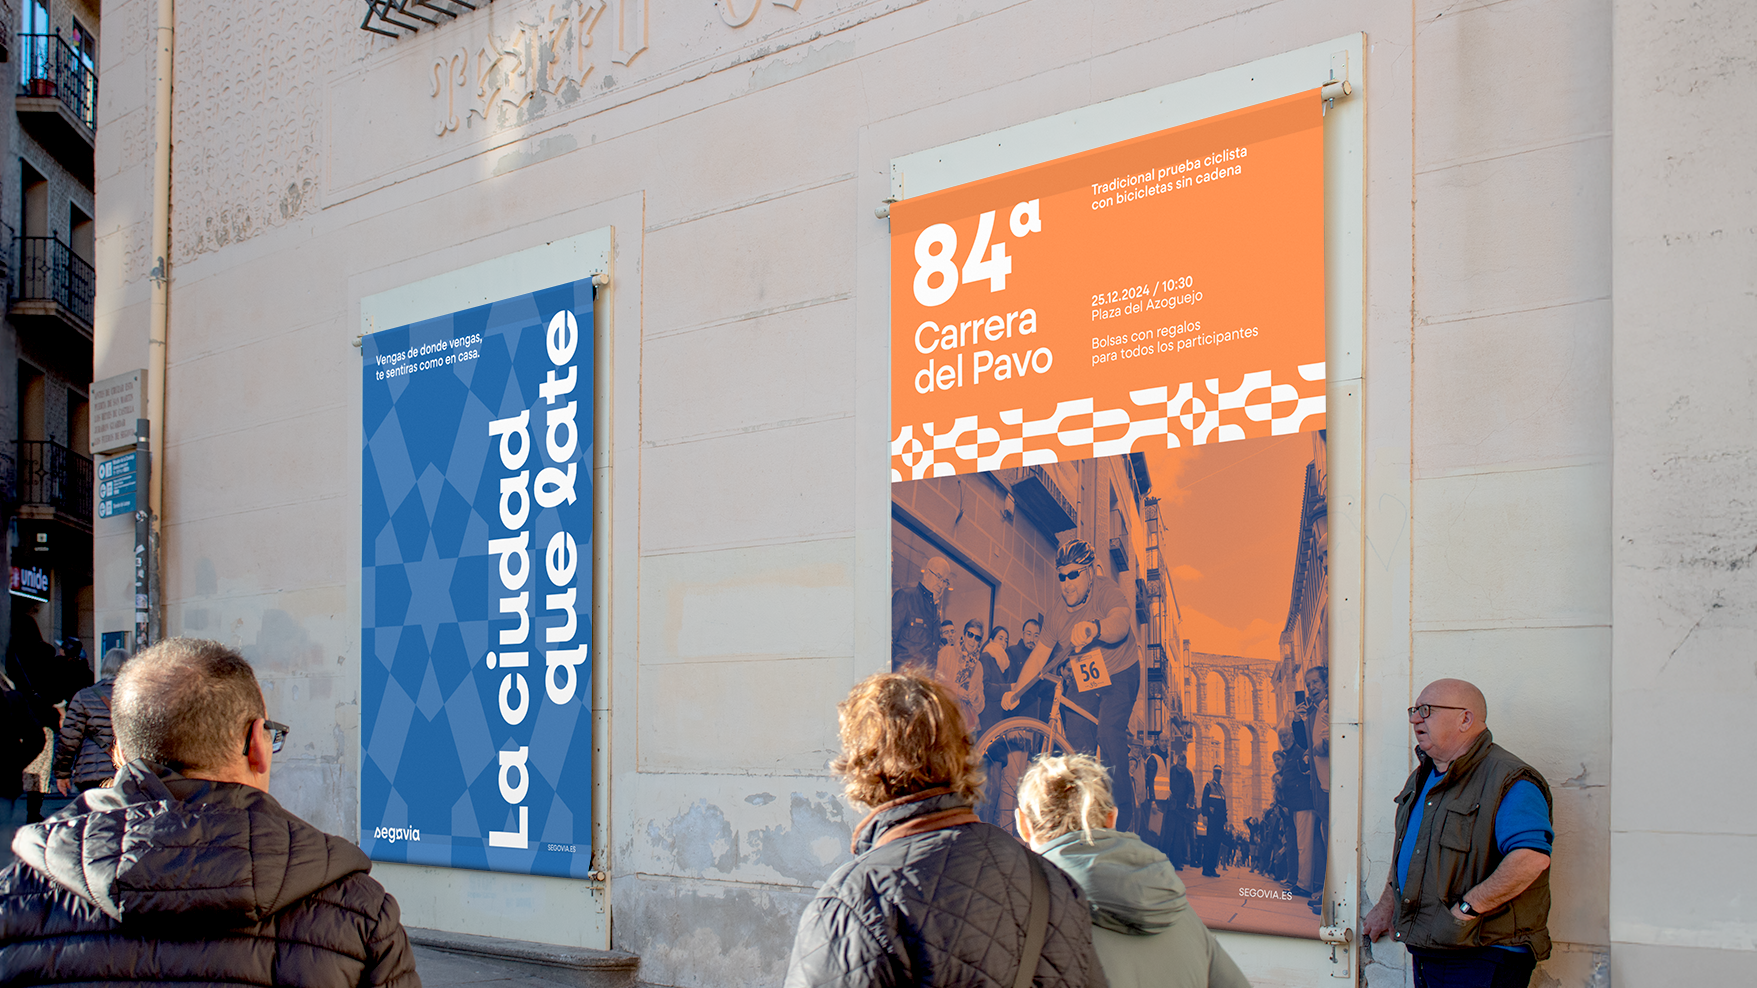 unide
Vengas de donde vengas,
te sentiras como en casa.
La ciudad
que late
segovia
SEGOVIA.ES
84ª
Carrera
del Pavo
Tradicional prueba ciclista
con bicicletas sin cadena
25.12.2024 / 10:30
Plaza del Azoguejo
Bolsas con regalos
para todos los participantes
56
SEGOVIA.ES